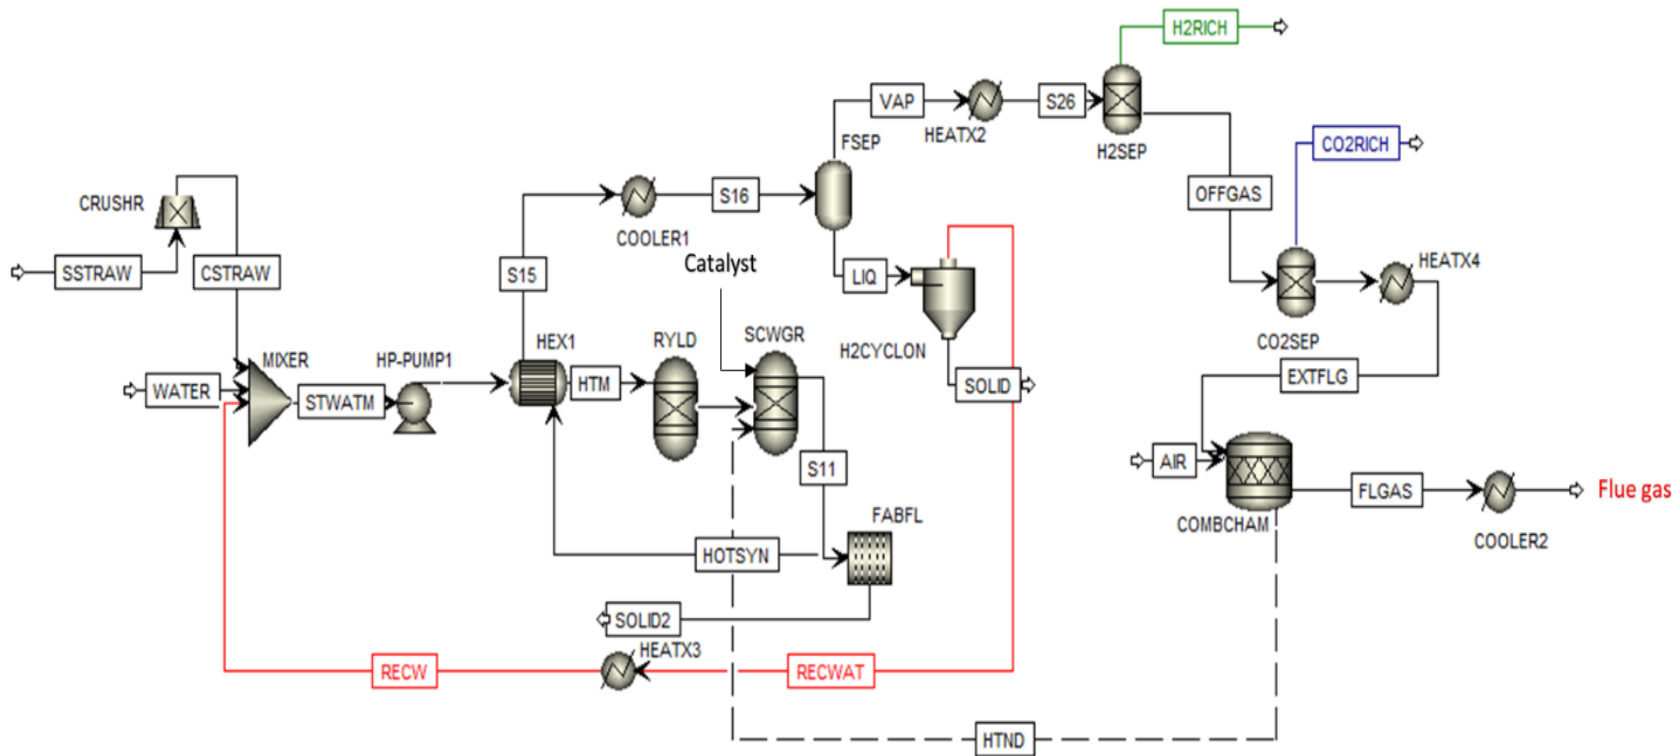 H2RICH
VAP
S26
HEATX2
FSEP
H2SEP
CO2RICH
CRUSHR
S16
OFFGAS
COOLER1
SSTRAW
CSTRAW
S15
Catalyst
LIQ
HEATX4
MIXER
HP-PUMP1
HEX1
RYLD
SCWGR
H2CYCLON
CO2SEP
WATER
STWATM
HTM
SOLID
EXTFLG
S11
AIR
FLGAS
Flue gas
FABFL
COMBCHAM
COOLER2
HOTSYN
SOLID2
HEATX3
RECW
RECWAT
HTND